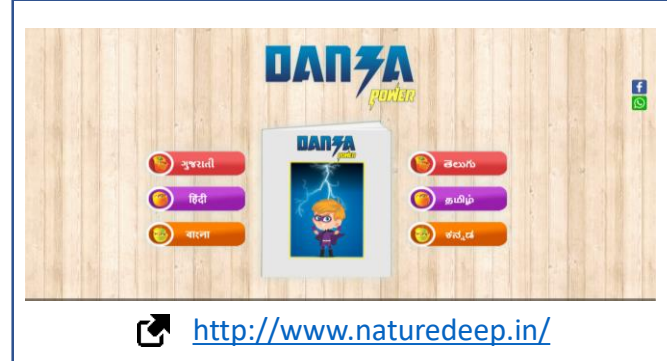 DANZA
POWER
DANZA
POWER
ગુજરાતી
हिंदी
বাংলা
తెలుగు
தமிழ்
ಕನ್ನಡ
http://www.naturedeep.in/